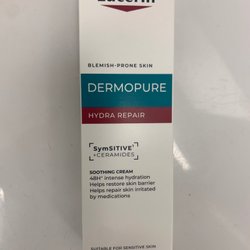 Eucerin
BLEMISH-PRONE SKIN
DERMOPURE
HYDRA REPAIR
SymSITIVE®
+CERAMIDES
SOOTHING CREAM
48H* intense hydration
Helps restore skin barrier
Helps repair skin irritated
by medications
SUITABLE FOR SENSITIVE SKIN